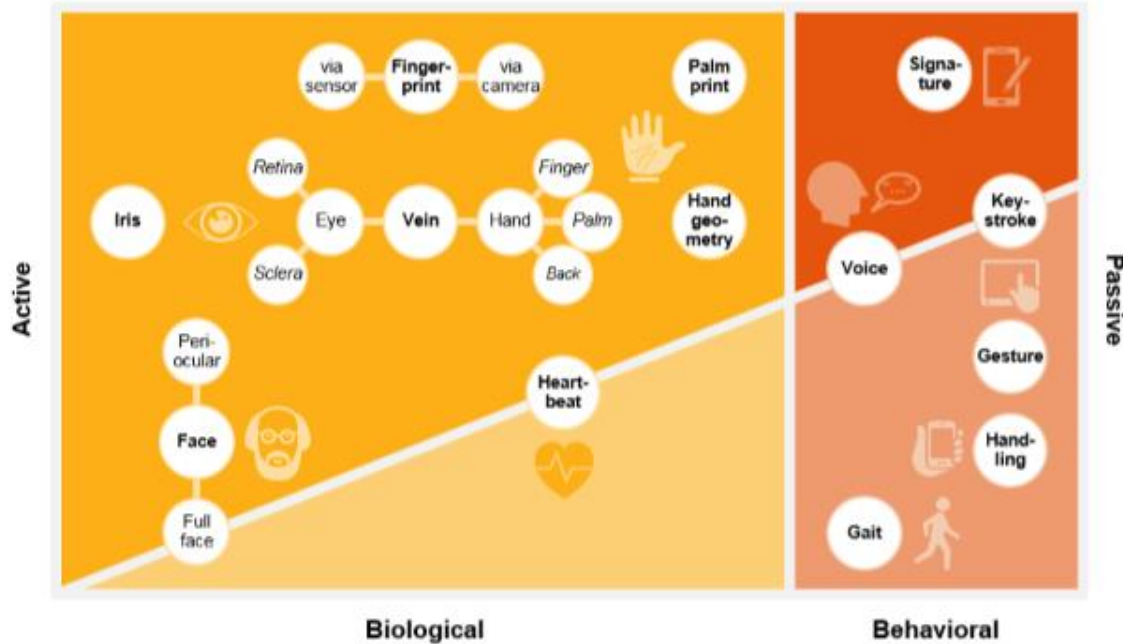 via
sensor
Finger-
print
via
camera
Palm
print
Signa-
ture
Retina
Finger
Iris
Eye
Vein
Hand
Palm
Hand
geo-
metry
Key-
stroke
Sclera
Back
Voice
Active
Passive
Peri-
ocular
Gesture
Heart-
beat
Face
Hand-
ling
Full
face
Gait
Biological
Behavioral